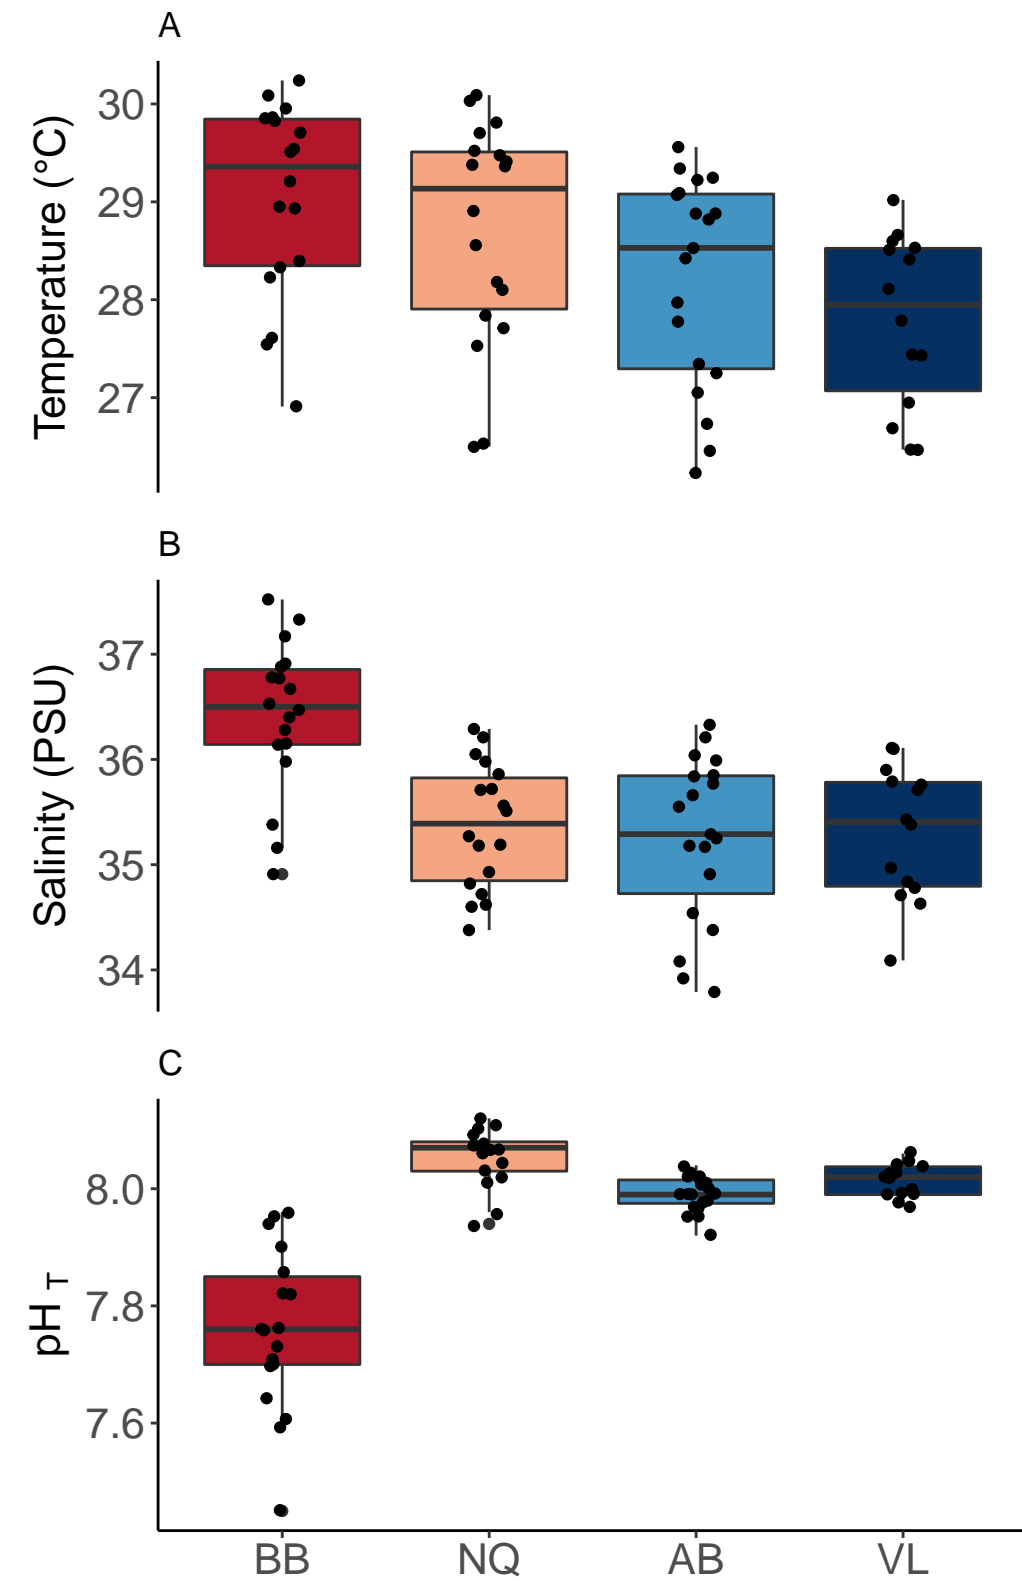 A
Temperature (°C)
30
29
28
27
B
Salinity (PSU)
37
36
35
34
C
pH T
8.0
7.8
7.6
BB NQ AB VL